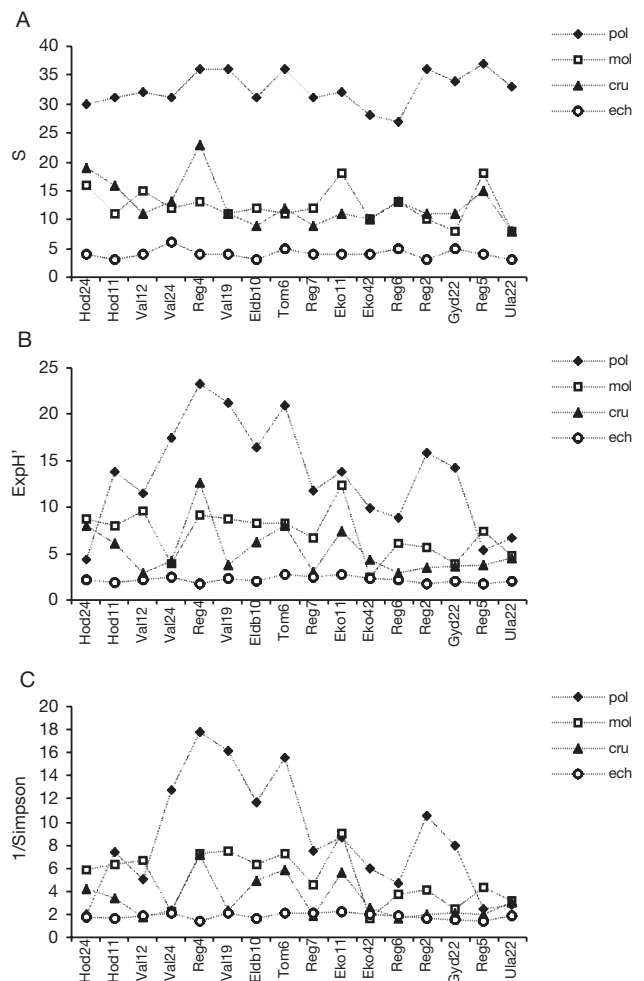 A
40
35
30
25
20
15
10
5
0
S
Hod24
Hod11
Val12
Val24
Reg4
Val19
Eldb10
Tom6
Reg7
Eko11
Eko42
Reg6
Reg2
Gyd22
Reg5
Ula22
pol
mol
cru
ech
B
25
20
15
10
5
0
ExpH'
Hod24
Hod11
Val12
Val24
Reg4
Val19
Eldb10
Tom6
Reg7
Eko11
Eko42
Reg6
Reg2
Gyd22
Reg5
Ula22
pol
mol
cru
ech
C
20
18
16
14
12
10
8
6
4
2
0
1/Simpson
Hod24
Hod11
Val12
Val24
Reg4
Val19
Eldb10
Tom6
Reg7
Eko11
Eko42
Reg6
Reg2
Gyd22
Reg5
Ula22
pol
mol
cru
ech